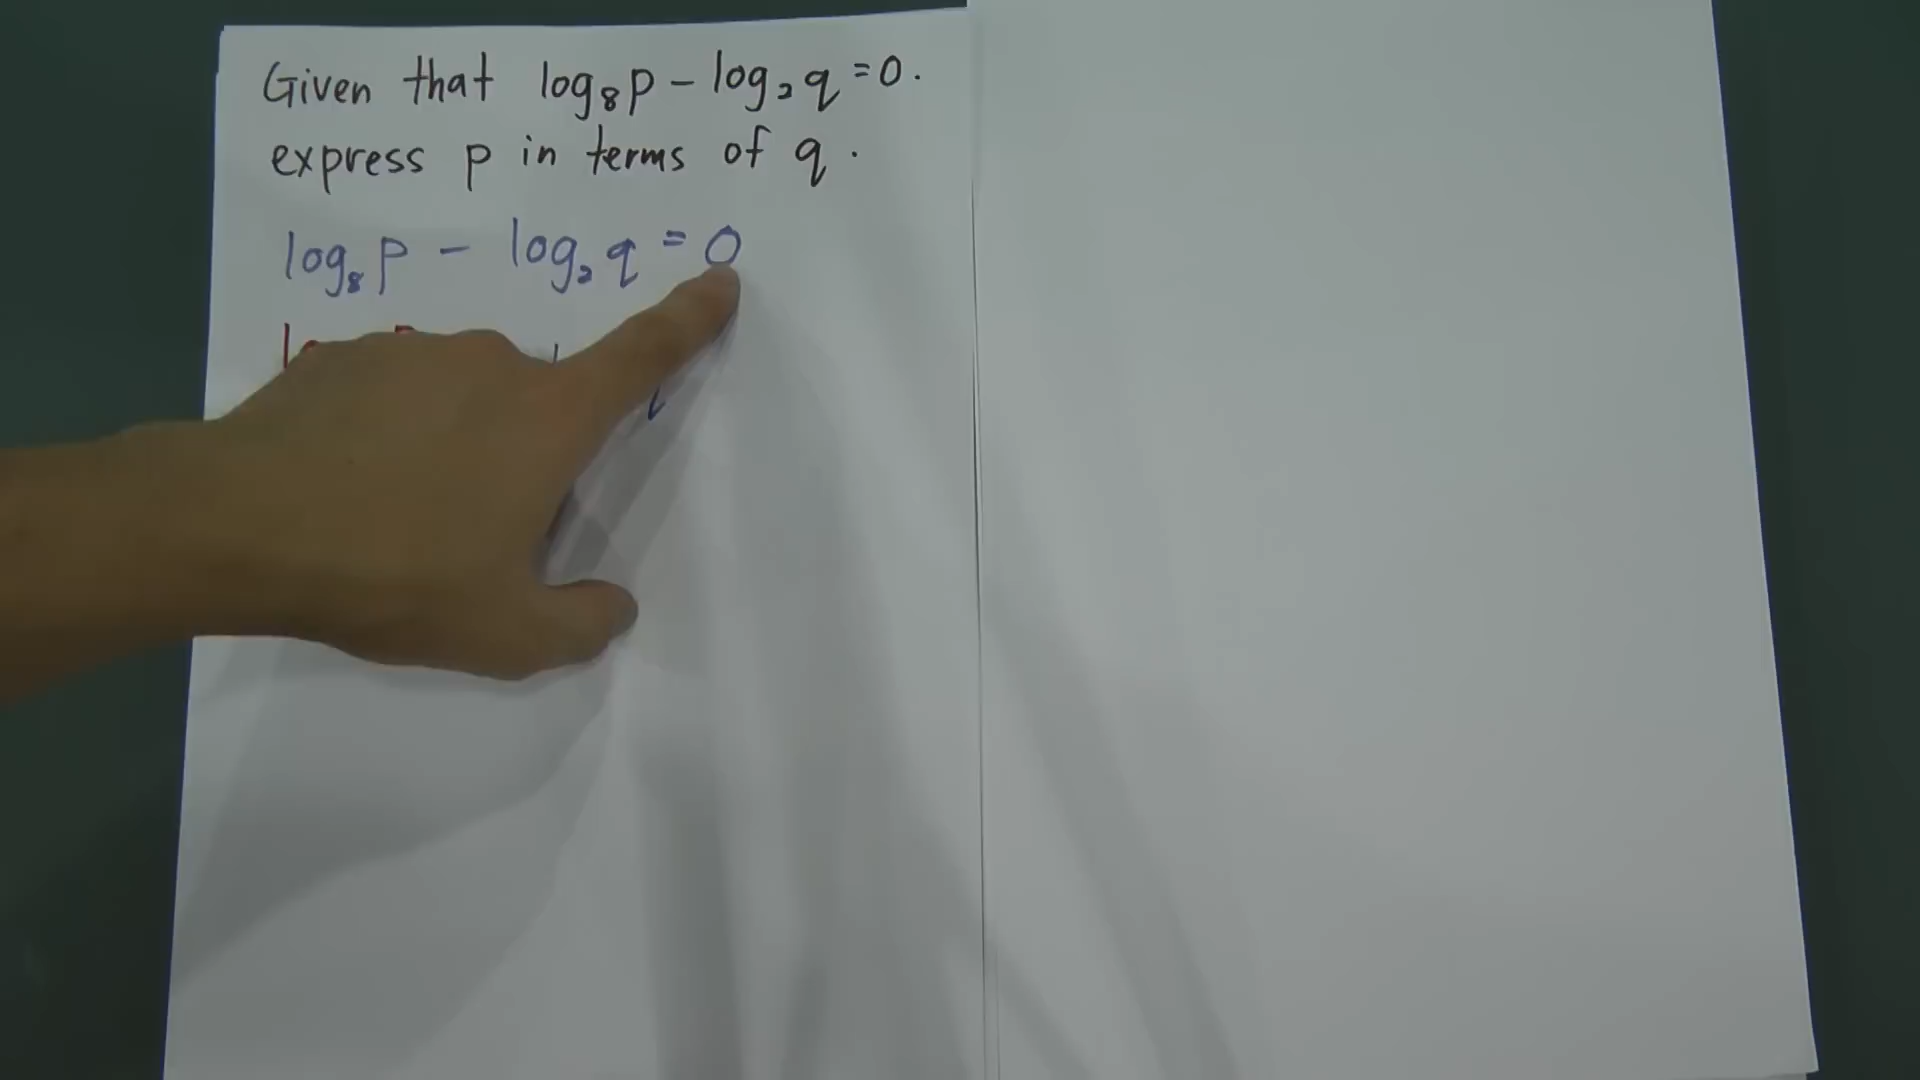 Given that log₈p - log₂q = 0.
express p in terms of q.
log₈p - log₂q = 0